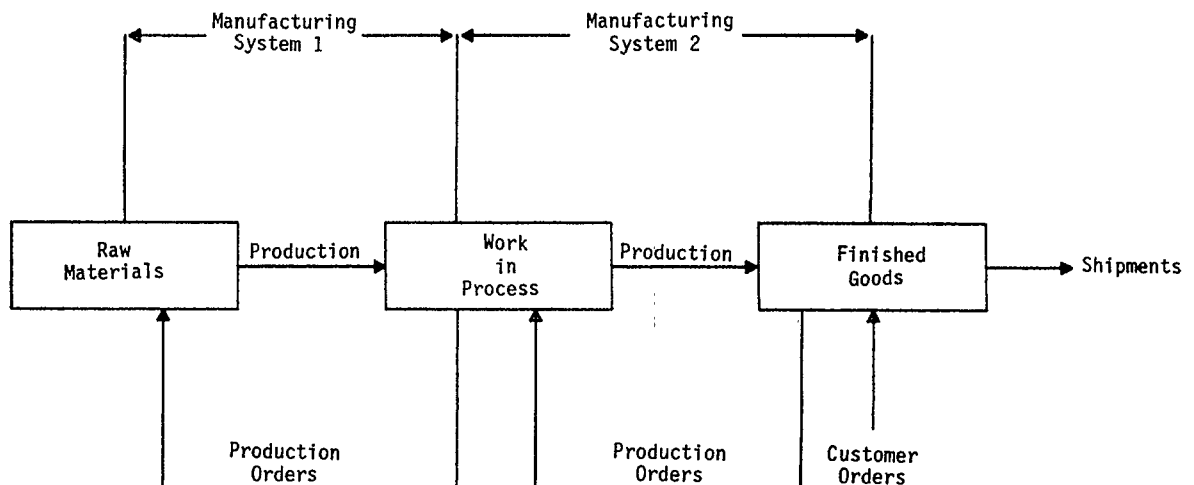 Manufacturing
System 1
Manufacturing
System 2
Raw
Materials
Production
Work
in
Process
Production
Finished
Goods
Shipments
Production
Orders
Production
Orders
Customer
Orders